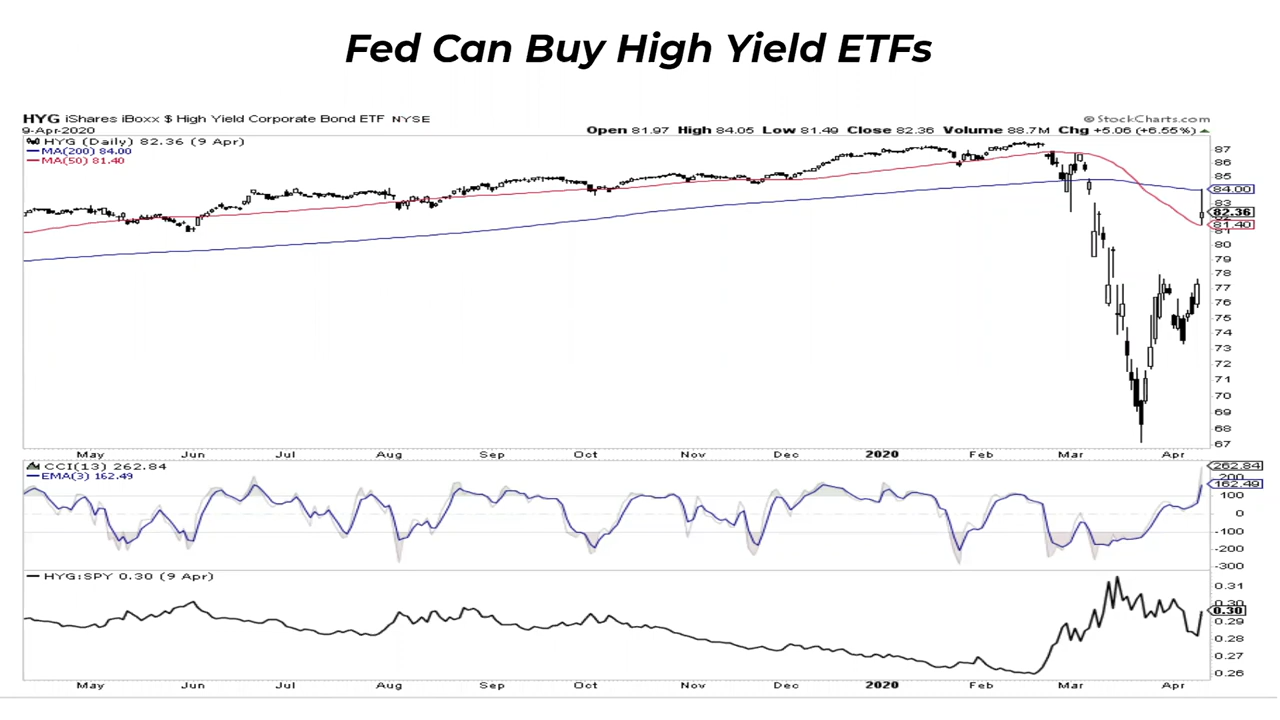 Fed Can Buy High Yield ETFs
HYG iShares iBoxx $ High Yield Corporate Bond ETF NYSE
© StockCharts.com
9-Apr-2020
Open 81.97 High 84.05 Low 81.49 Close 82.36 Volume 88.7M Chg +5.06 (+6.55%)
HYG (Daily) 82.36 (9 Apr)
MA(200) 84.00
MA(50) 81.40
87
86
85
84.00
83
82.36
81.40
81
80
79
78
77
76
75
74
73
72
71
70
69
68
67
May Jun Jul Aug Sep Oct Nov Dec 2020 Feb Mar Apr
CCI(13) 262.84
EMA(3) 162.49
262.84
200
162.49
100
0
-100
-200
-300
HYG:SPY 0.30 (9 Apr)
0.31
0.30
0.30
0.29
0.28
0.27
0.26
May Jun Jul Aug Sep Oct Nov Dec 2020 Feb Mar Apr